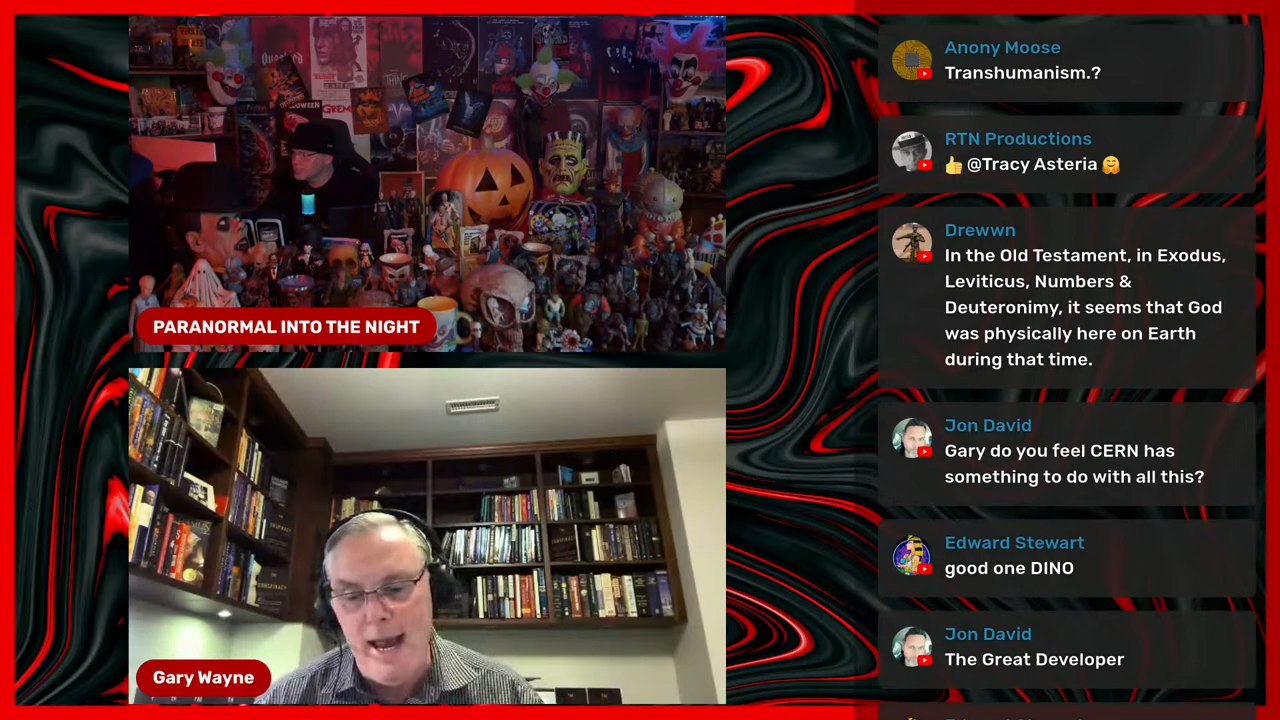 HALLOWEEN
GREM
PARANORMAL INTO THE NIGHT
Gary Wayne
Anony Moose
Transhumanism.?
RTN Productions
👍 @Tracy Asteria 🤗
Drewwn
In the Old Testament, in Exodus,
Leviticus, Numbers &
Deuteronimy, it seems that God
was physically here on Earth
during that time.
Jon David
Gary do you feel CERN has
something to do with all this?
Edward Stewart
good one DINO
Jon David
The Great Developer